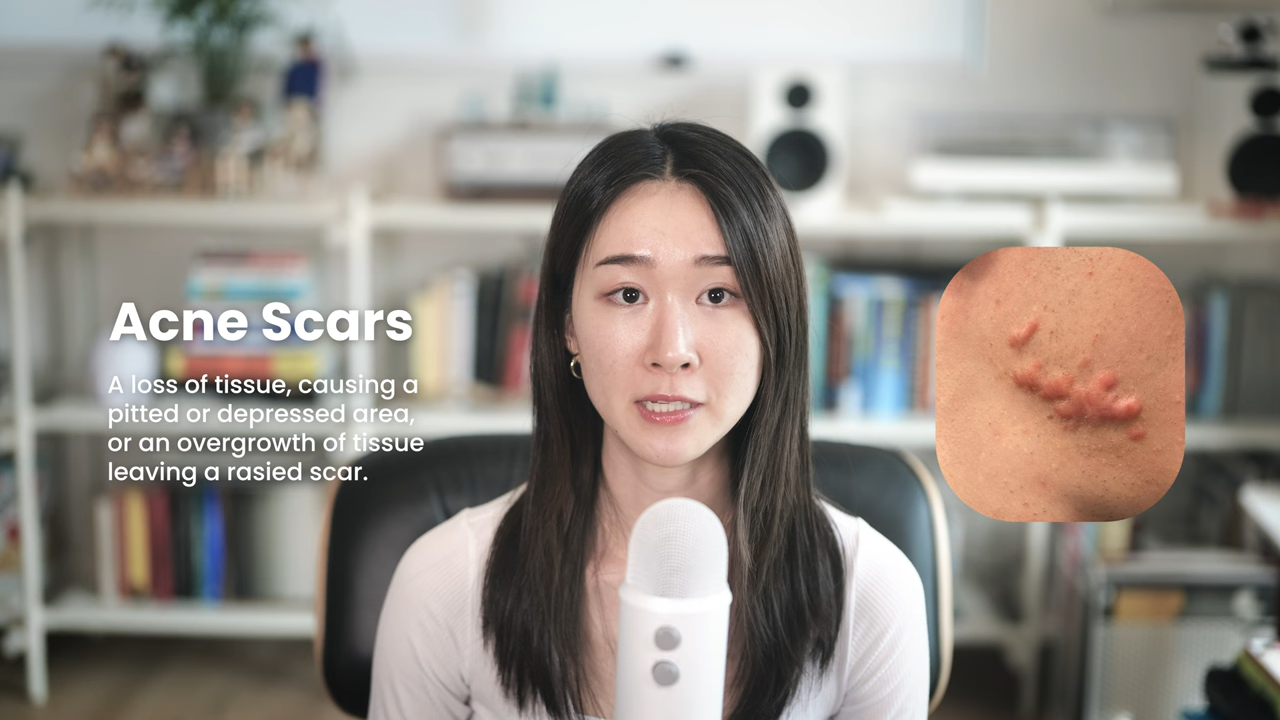 Acne Scars
A loss of tissue, causing a
pitted or depressed area,
or an overgrowth of tissue
leaving a rasied scar.